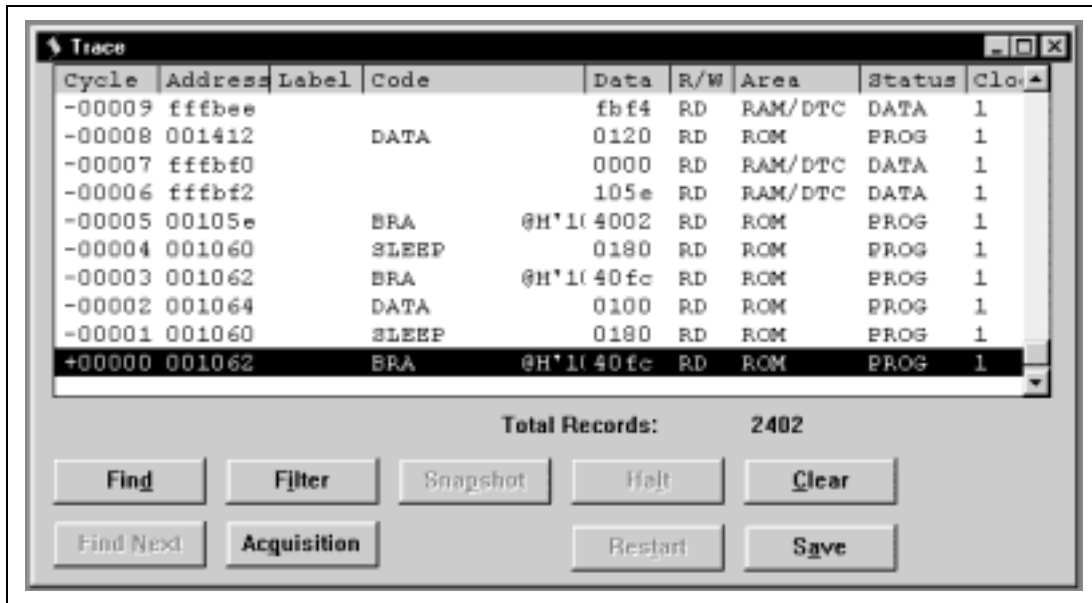 Trace
Cycle Address Label Code Data R/W Area Status Clo
-00009 fffbee fbf4 RD RAM/DTC DATA 1
-00008 001412 DATA 0120 RD ROM PROG 1
-00007 fffbf0 0000 RD RAM/DTC DATA 1
-00006 fffbf2 105e RD RAM/DTC DATA 1
-00005 00105e BRA @H'1( 4002 RD ROM PROG 1
-00004 001060 SLEEP 0180 RD ROM PROG 1
-00003 001062 BRA @H'1( 40fc RD ROM PROG 1
-00002 001064 DATA 0100 RD ROM PROG 1
-00001 001060 SLEEP 0180 RD ROM PROG 1
+00000 001062 BRA @H'1( 40fc RD ROM PROG 1
Total Records: 2402
Find Filter Snapshot Halt Clear
Find Next Acquisition Restart Save